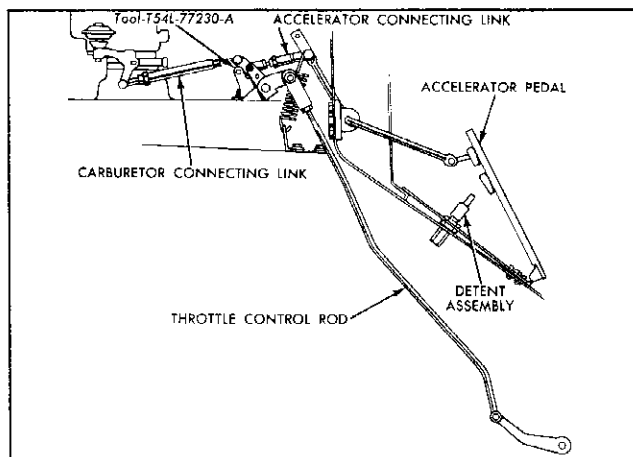 Tool-T54L-77230-A
ACCELERATOR CONNECTING LINK
ACCELERATOR PEDAL
CARBURETOR CONNECTING LINK
DETENT
ASSEMBLY
THROTTLE CONTROL ROD